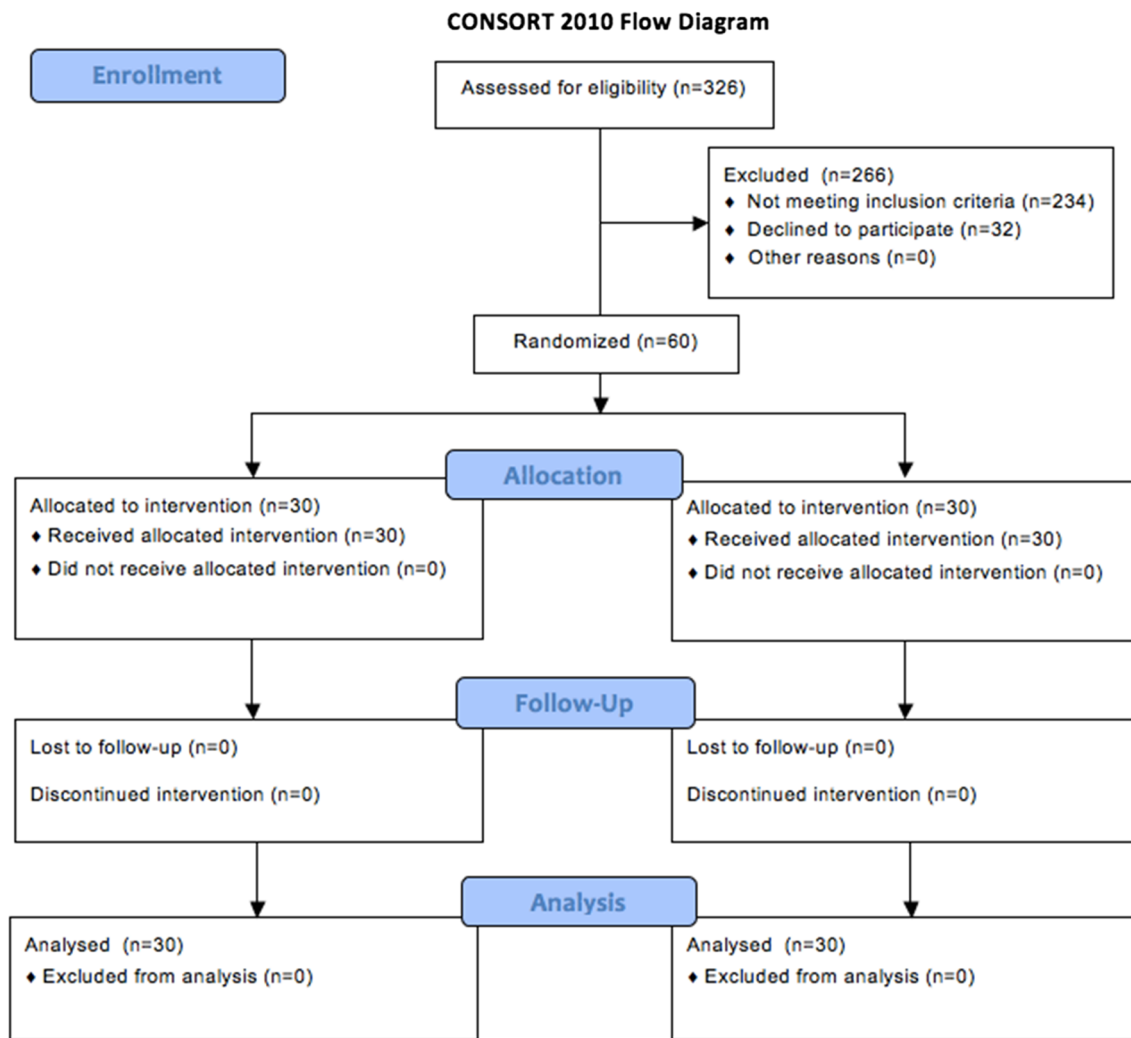 CONSORT 2010 Flow Diagram
Enrollment
Assessed for eligibility (n=326)
Excluded  (n=266)
♦ Not meeting inclusion criteria (n=234)
♦ Declined to participate (n=32)
♦ Other reasons (n=0)
Randomized (n=60)
Allocation
Allocated to intervention (n=30)
♦ Received allocated intervention (n=30)
♦ Did not receive allocated intervention (n=0)
Allocated to intervention (n=30)
♦ Received allocated intervention (n=30)
♦ Did not receive allocated intervention (n=0)
Follow-Up
Lost to follow-up (n=0)
Discontinued intervention (n=0)
Lost to follow-up (n=0)
Discontinued intervention (n=0)
Analysis
Analysed  (n=30)
♦ Excluded from analysis (n=0)
Analysed  (n=30)
♦ Excluded from analysis (n=0)